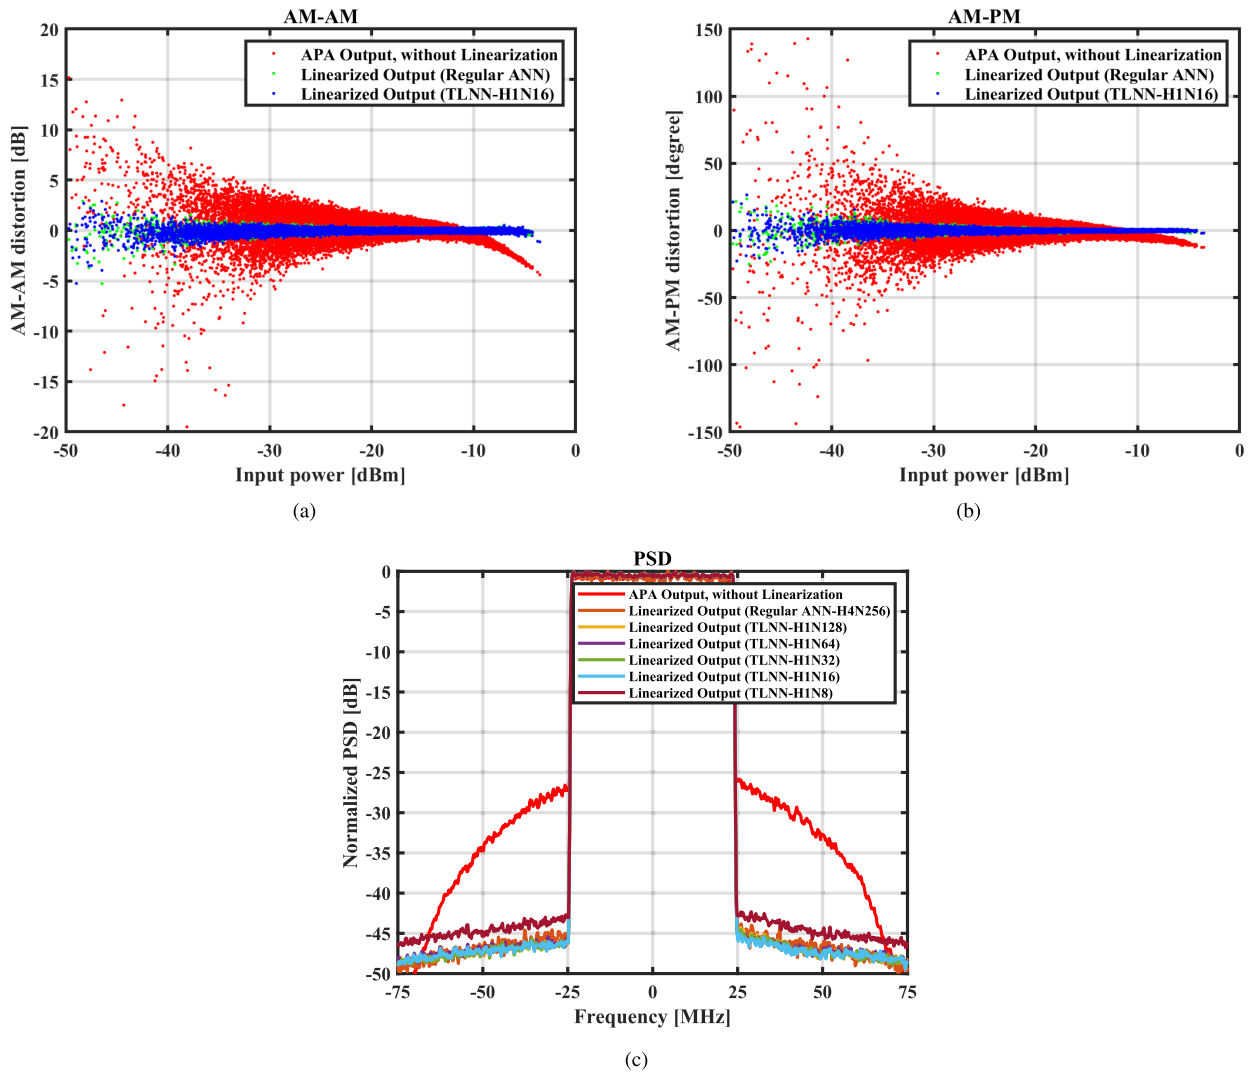 AM-AM
20
15
10
5
0
-5
-10
-15
-20
AM-AM distortion [dB]
APA Output, without Linearization
Linearized Output (Regular ANN)
Linearized Output (TLNN-H1N16)
-50 -40 -30 -20 -10 0
Input power [dBm]
(a)
AM-PM
150
100
50
0
-50
-100
-150
AM-PM distortion [degree]
APA Output, without Linearization
Linearized Output (Regular ANN)
Linearized Output (TLNN-H1N16)
-50 -40 -30 -20 -10 0
Input power [dBm]
(b)
PSD
0
-5
-10
-15
-20
-25
-30
-35
-40
-45
-50
Normalized PSD [dB]
APA Output, without Linearization
Linearized Output (Regular ANN-H4N256)
Linearized Output (TLNN-H1N128)
Linearized Output (TLNN-H1N64)
Linearized Output (TLNN-H1N32)
Linearized Output (TLNN-H1N16)
Linearized Output (TLNN-H1N8)
-75 -50 -25 0 25 50 75
Frequency [MHz]
(c)